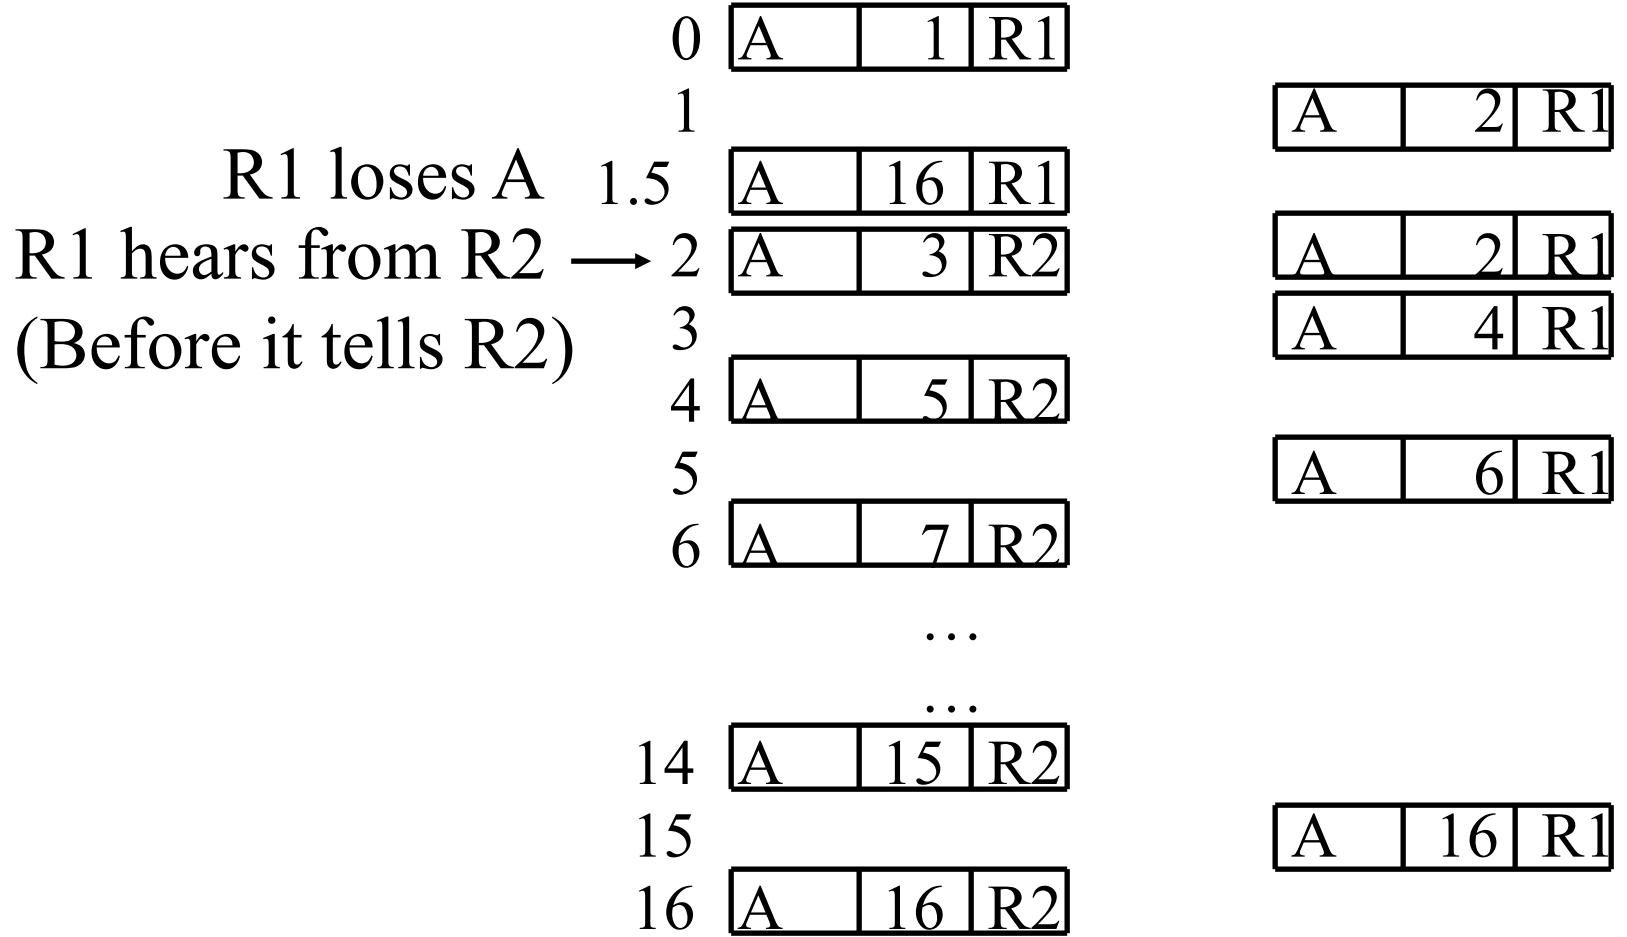 0 A 1 R1
1 A 2 R1
R1 loses A 1.5 A 16 R1
R1 hears from R2 2 A 3 R2 A 2 R1
(Before it tells R2) 3 A 4 R1
4 A 5 R2
5 A 6 R1
6 A 7 R2
...
...
14 A 15 R2
15 A 16 R1
16 A 16 R2